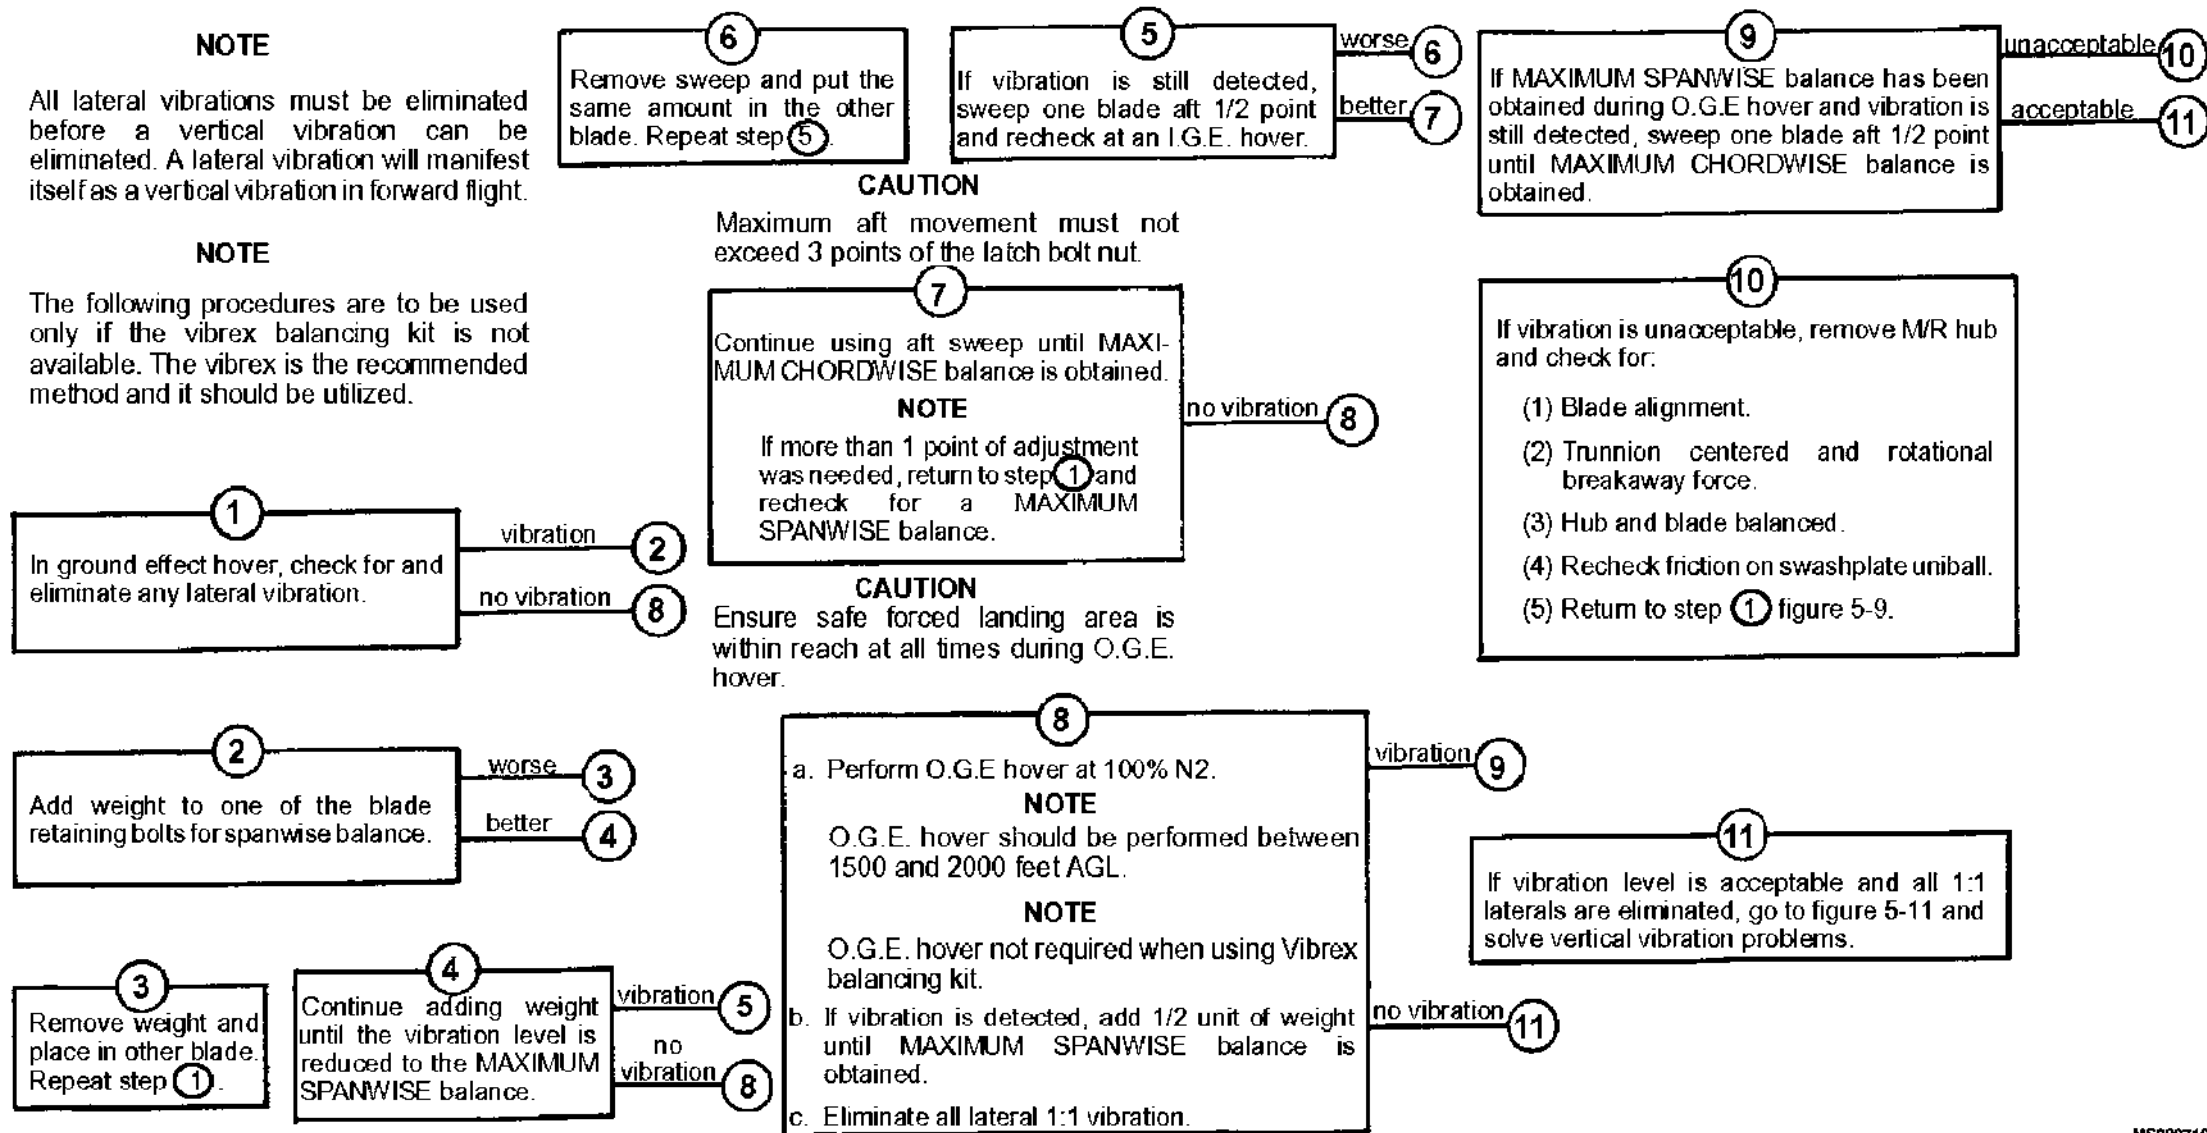 NOTE
All lateral vibrations must be eliminated
before a vertical vibration can be
eliminated. A lateral vibration will manifest
itself as a vertical vibration in forward flight.
NOTE
The following procedures are to be used
only if the vibrex balancing kit is not
available. The vibrex is the recommended
method and it should be utilized.
1
In ground effect hover, check for and
eliminate any lateral vibration.
vibration 2
no vibration 8
2
Add weight to one of the blade
retaining bolts for spanwise balance.
worse 3
better 4
3
Remove weight and
place in other blade.
Repeat step 1.
4
Continue adding weight
until the vibration level is
reduced to the MAXIMUM
SPANWISE balance.
vibration 5
no
vibration 8
6
Remove sweep and put the
same amount in the other
blade. Repeat step 5.
5
If vibration is still detected,
sweep one blade aft 1/2 point
and recheck at an I.G.E. hover.
worse 6
better 7
CAUTION
Maximum aft movement must not
exceed 3 points of the latch bolt nut.
7
Continue using aft sweep until MAXI-
MUM CHORDWISE balance is obtained.
NOTE
If more than 1 point of adjustment
was needed, return to step 1 and
recheck for a MAXIMUM
SPANWISE balance.
no vibration 8
CAUTION
Ensure safe forced landing area is
within reach at all times during O.G.E.
hover.
8
a. Perform O.G.E hover at 100% N2.
NOTE
O.G.E. hover should be performed between
1500 and 2000 feet AGL.
NOTE
O.G.E. hover not required when using Vibrex
balancing kit.
b. If vibration is detected, add 1/2 unit of weight
until MAXIMUM SPANWISE balance is
obtained.
c. Eliminate all lateral 1:1 vibration.
vibration 9
no vibration 11
9
If MAXIMUM SPANWISE balance has been
obtained during O.G.E hover and vibration is
still detected, sweep one blade aft 1/2 point
until MAXIMUM CHORDWISE balance is
obtained.
unacceptable 10
acceptable 11
10
If vibration is unacceptable, remove M/R hub
and check for:
(1) Blade alignment.
(2) Trunnion centered and rotational
breakaway force.
(3) Hub and blade balanced.
(4) Recheck friction on swashplate uniball.
(5) Return to step 1 figure 5-9.
11
If vibration level is acceptable and all 1:1
laterals are eliminated, go to figure 5-11 and
solve vertical vibration problems.